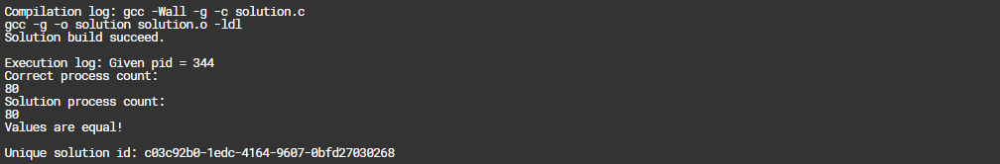 Compilation log: gcc -Wall -g -c solution.c
gcc -g -o solution solution.o -ldl
Solution build succeed.
Execution log: Given pid = 344
Correct process count:
80
Solution process count:
80
Values are equal!
Unique solution id: c03c92b0-1edc-4164-9607-0bfd27030268